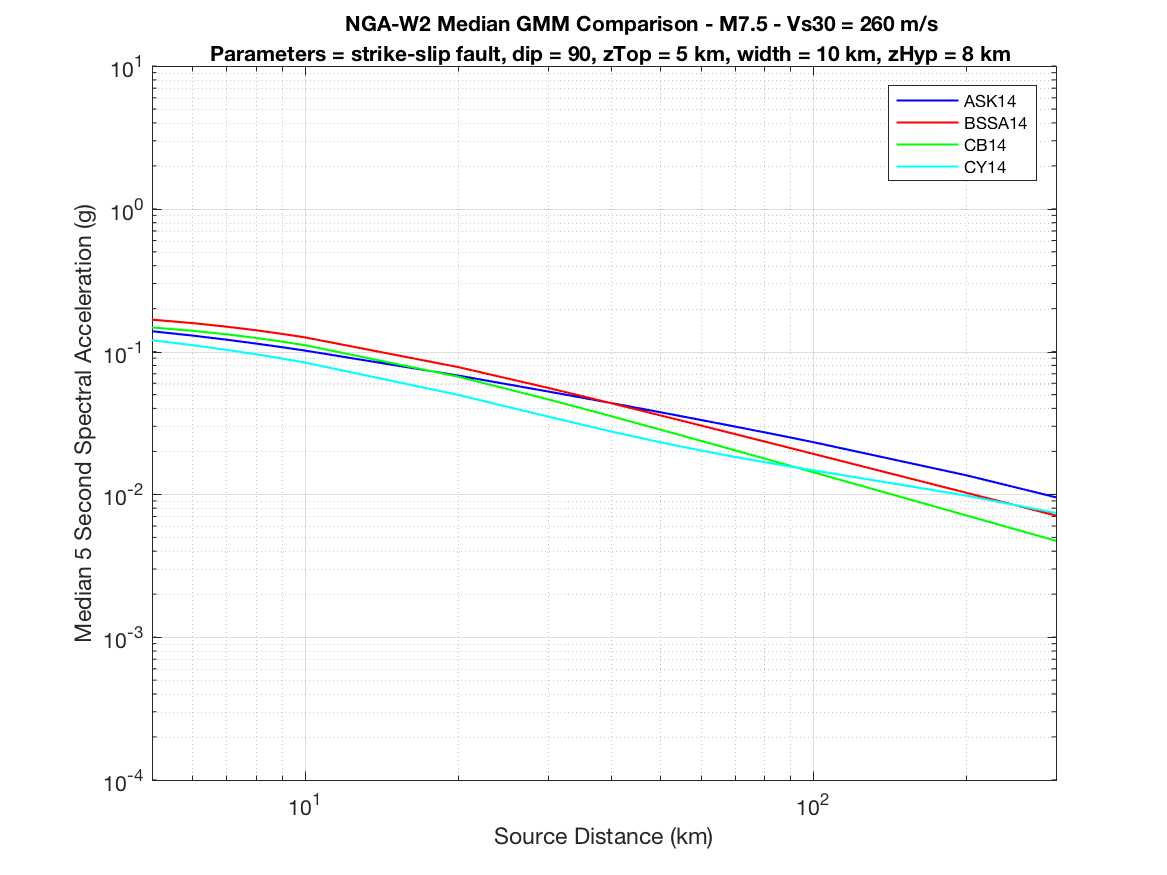 NGA-W2 Median GMM Comparison - M7.5 - Vs30 = 260 m/s
Parameters = strike-slip fault, dip = 90, zTop = 5 km, width = 10 km, zHyp = 8 km
10^1
ASK14
BSSA14
CB14
CY14
10^0
10^-1
10^-2
10^-3
10^-4
Median 5 Second Spectral Acceleration (g)
10^1
10^2
Source Distance (km)